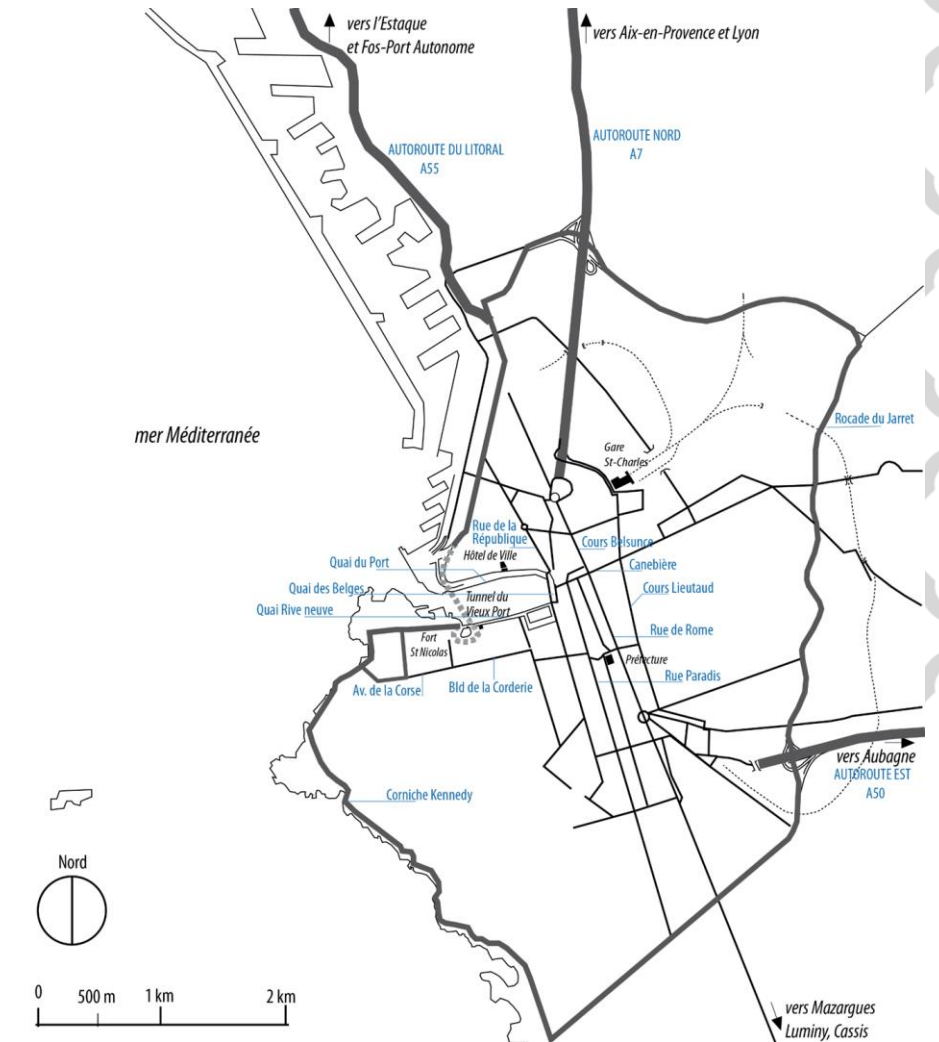 vers l'Estaque
et Fos-Port Autonome
vers Aix-en-Provence et Lyon
AUTOROUTE DU LITORAL
A55
AUTOROUTE NORD
A7
mer Méditerranée
Rocade du Jarret
Gare
St-Charles
Rue de la
République
Cours Belsunce
Hôtel de Ville
Quai du Port
Canebière
Quai des Belges
Cours Lieutaud
Tunnel du
Vieux Port
Quai Rive neuve
Rue de Rome
Fort
St Nicolas
Préfecture
Rue Paradis
Av. de la Corse
Bld de la Corderie
vers Aubagne
AUTOROUTE EST
A50
Corniche Kennedy
Nord
0 500 m 1 km 2 km
vers Mazargues
Luminy, Cassis